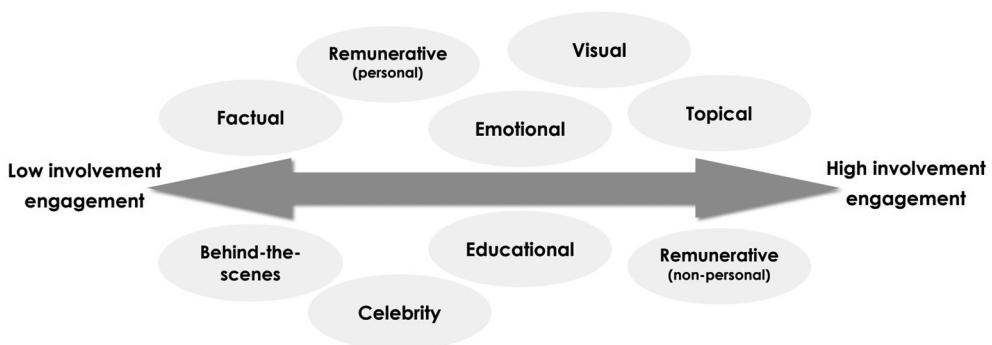 Remunerative
(personal)
Visual
Factual
Emotional
Topical
Low involvement
engagement
High involvement
engagement
Behind-the-
scenes
Educational
Remunerative
(non-personal)
Celebrity